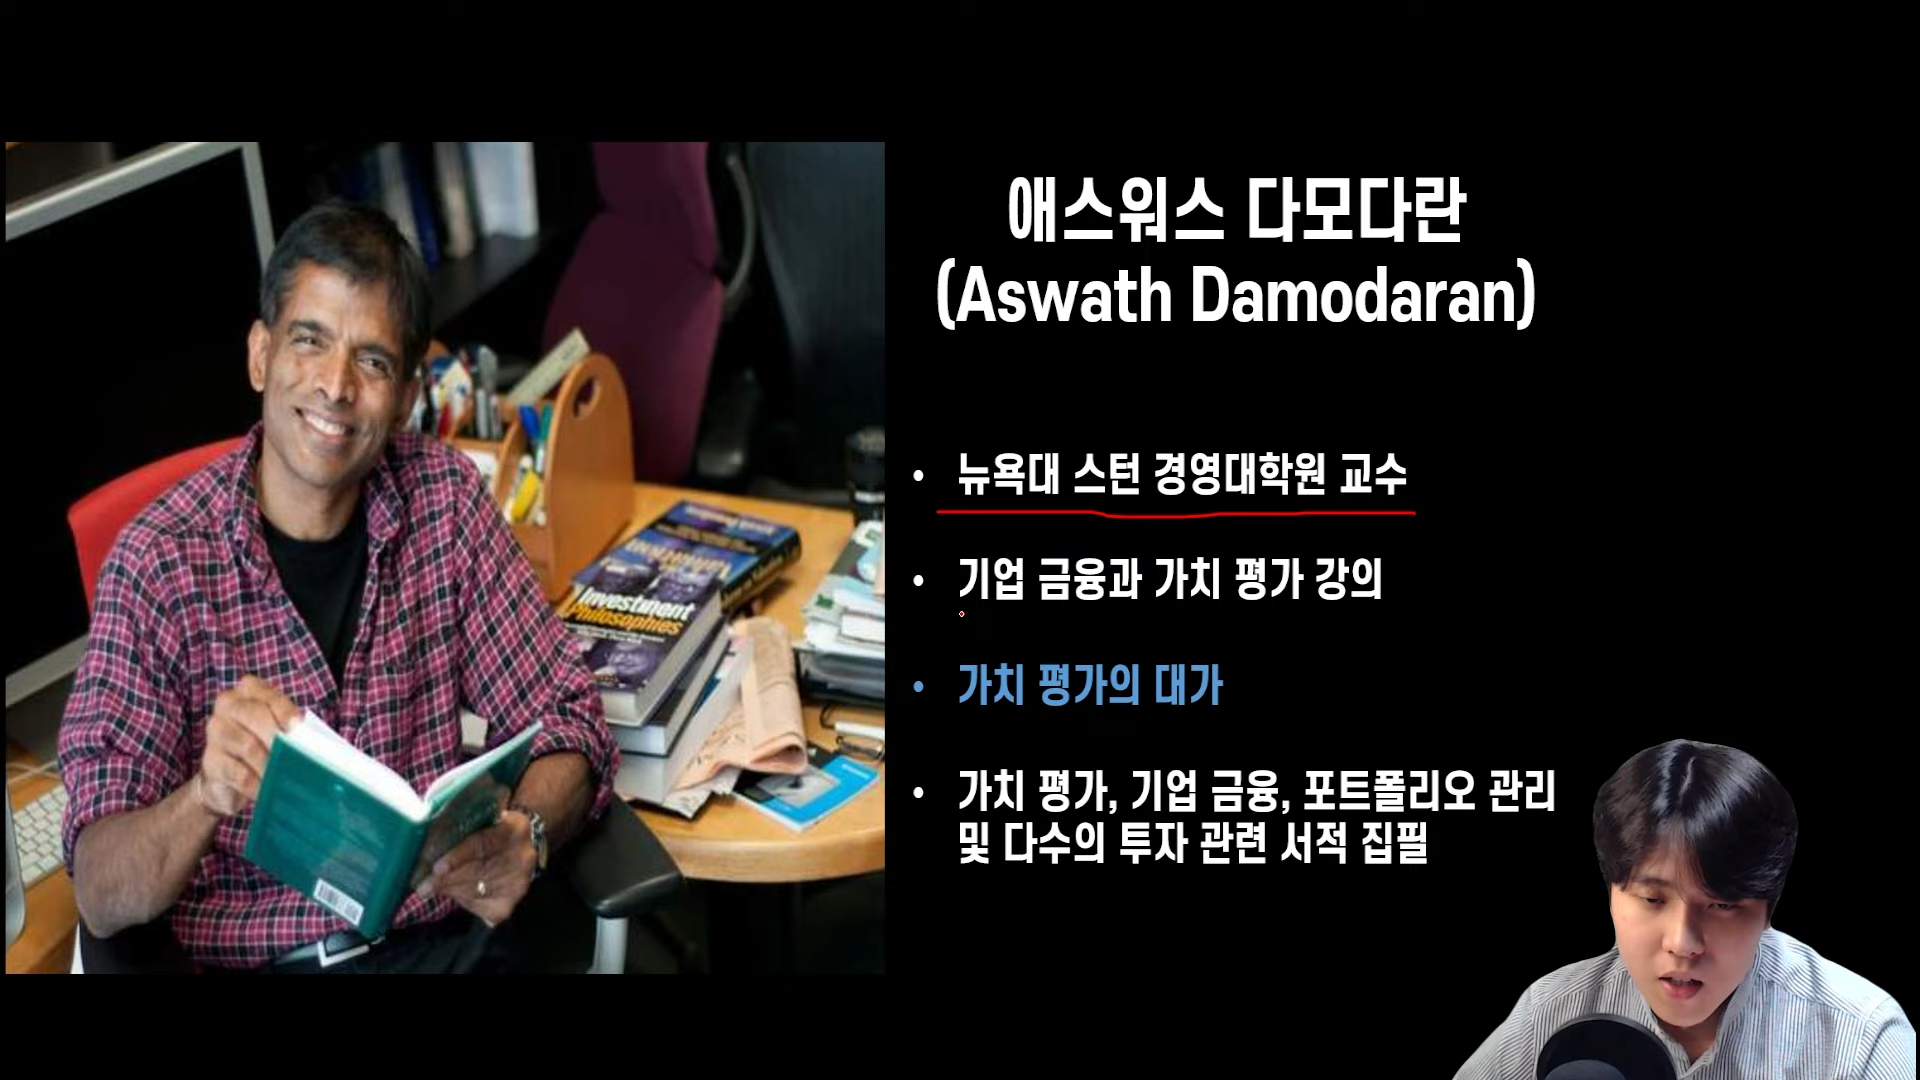 애스워스 다모다란
(Aswath Damodaran)
• 뉴욕대 스턴 경영대학원 교수
• 기업 금융과 가치 평가 강의
• 가치 평가의 대가
• 가치 평가, 기업 금융, 포트폴리오 관리
및 다수의 투자 관련 서적 집필
Investment
Philosophies
Valuation